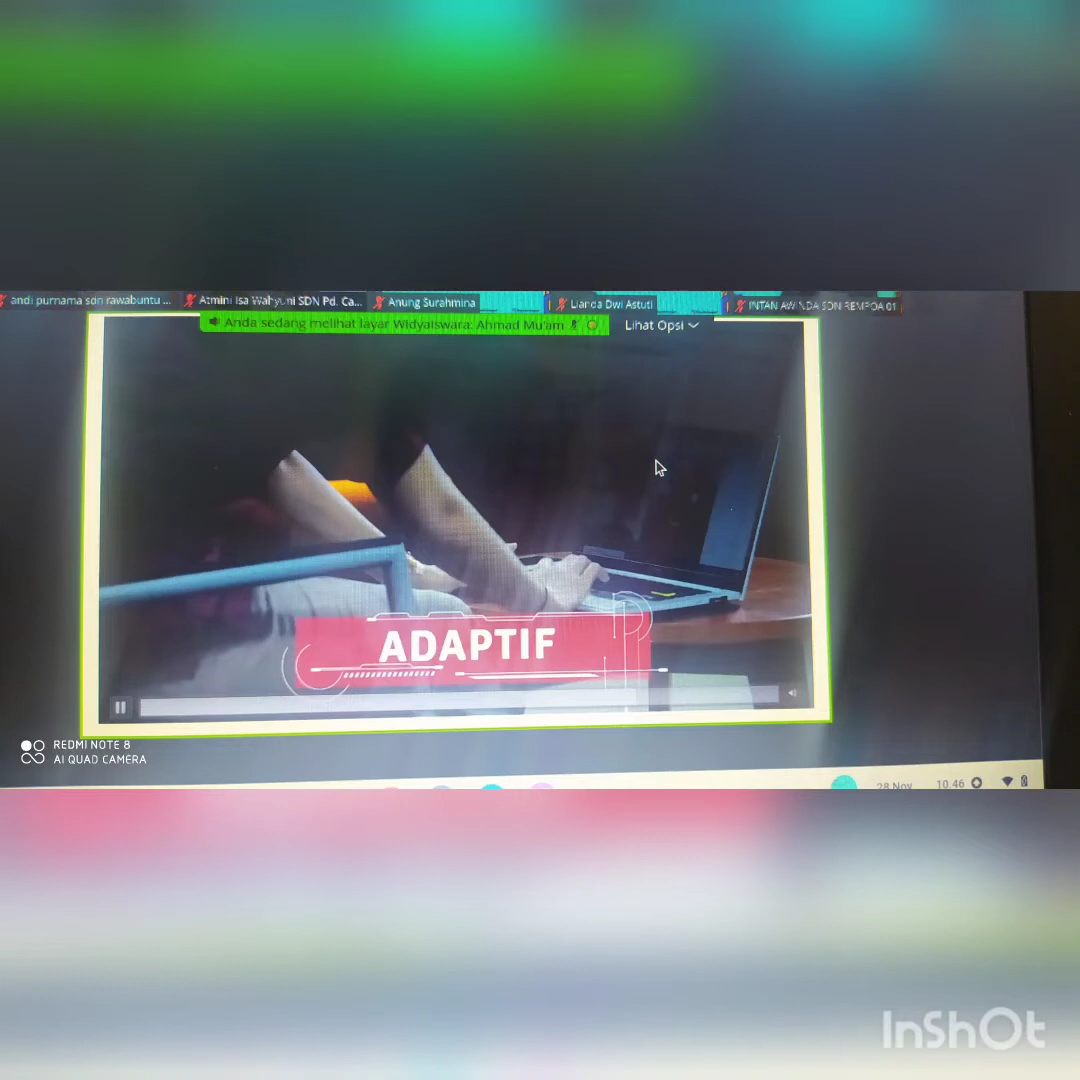 andi purnama sdn rawabuntu ...
Atmini Isa Wahyuni SDN Pd. Ca...
Anung Surahmina
Lianda Dwi Astuti
INTAN AWINDA SDN REMPOA 01
Anda sedang melihat layar Widyaiswara: Ahmad Mu'am
Lihat Opsi
ADAPTIF
REDMI NOTE 8
AI QUAD CAMERA
28 Nov
10.46
InShOt